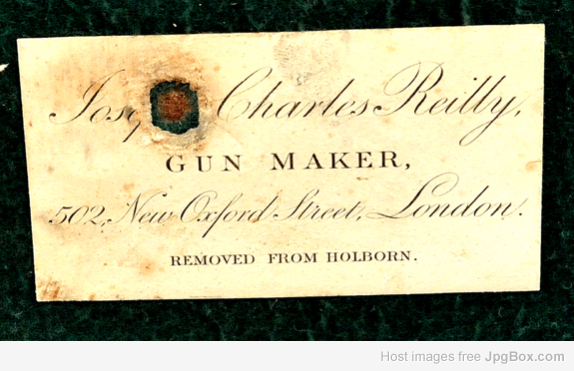 Charles Reilly,
GUN MAKER,
502, New Oxford Street, London.
REMOVED FROM HOLBORN.
Host images free JpgBox.com